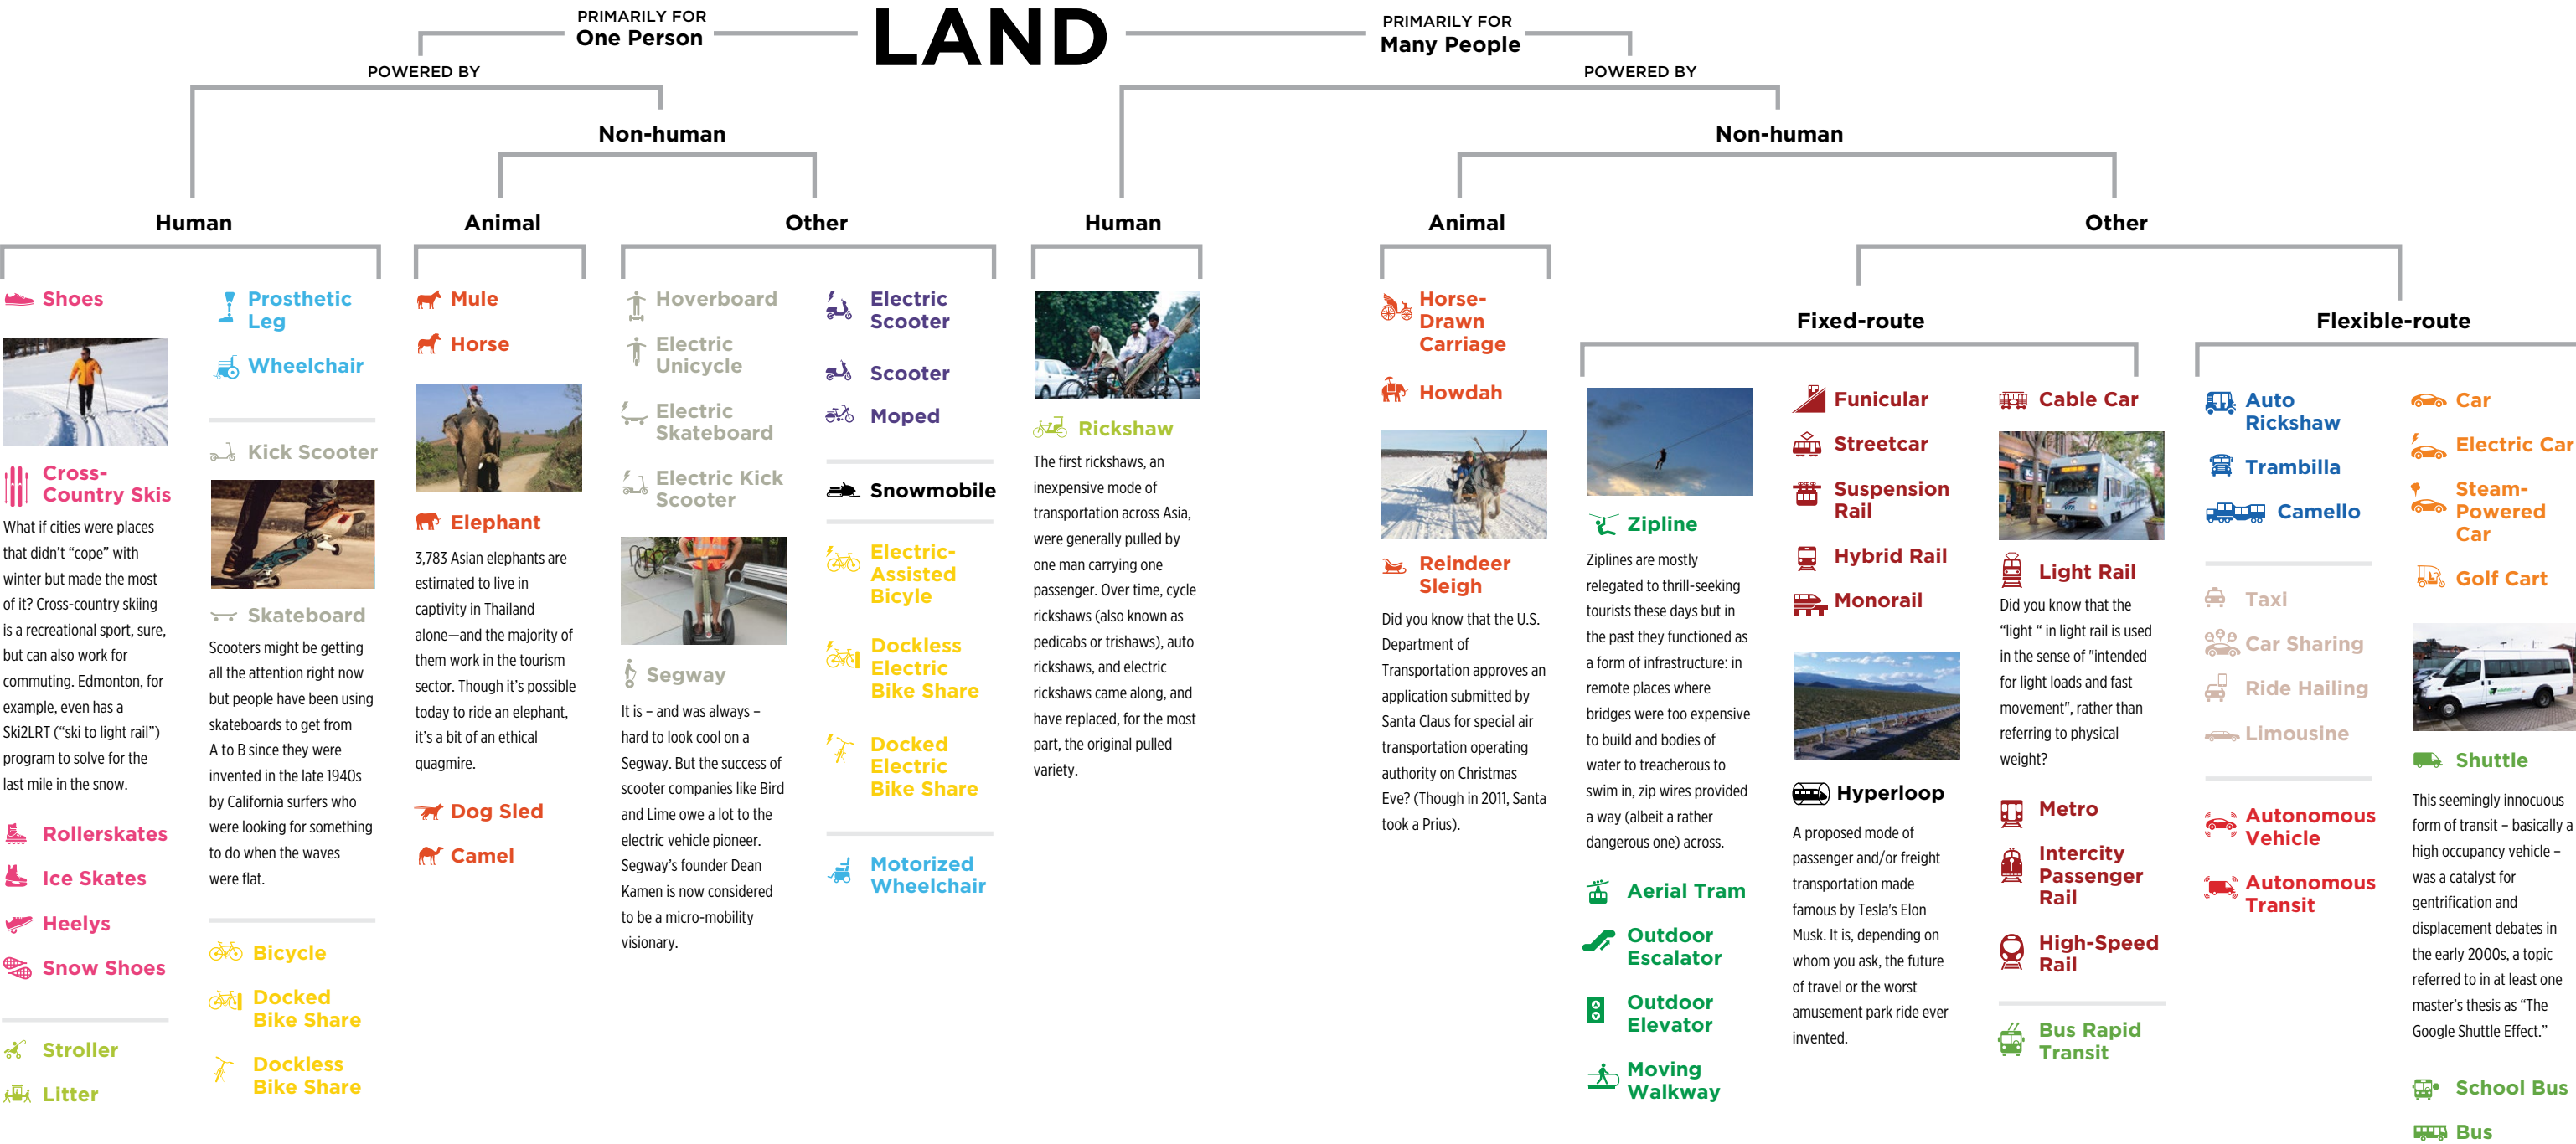 LAND
PRIMARILY FOR
One Person
POWERED BY
Human
Shoes
Cross-
Country Skis
What if cities were places
that didn’t “cope” with
winter but made the most
of it? Cross-country skiing
is a recreational sport, sure,
but can also work for
commuting. Edmonton, for
example, even has a
Ski2LRT (“ski to light rail”)
program to solve for the
last mile in the snow.
Rollerskates
Ice Skates
Heelys
Snow Shoes
Stroller
Litter
Prosthetic
Leg
Wheelchair
Kick Scooter
Skateboard
Scooters might be getting
all the attention right now
but people have been using
skateboards to get from
A to B since they were
invented in the late 1940s
by California surfers who
were looking for something
to do when the waves
were flat.
Bicycle
Docked
Bike Share
Dockless
Bike Share
Non-human
Animal
Mule
Horse
Elephant
3,783 Asian elephants are
estimated to live in
captivity in Thailand
alone—and the majority of
them work in the tourism
sector. Though it’s possible
today to ride an elephant,
it’s a bit of an ethical
quagmire.
Dog Sled
Camel
Other
Hoverboard
Electric
Unicycle
Electric
Skateboard
Electric Kick
Scooter
Segway
It is – and was always –
hard to look cool on a
Segway. But the success of
scooter companies like Bird
and Lime owe a lot to the
electric vehicle pioneer.
Segway’s founder Dean
Kamen is now considered
to be a micro-mobility
visionary.
Electric
Scooter
Scooter
Moped
Snowmobile
Electric-
Assisted
Bicyle
Dockless
Electric
Bike Share
Docked
Electric
Bike Share
Motorized
Wheelchair
PRIMARILY FOR
Many People
POWERED BY
Human
Rickshaw
The first rickshaws, an
inexpensive mode of
transportation across Asia,
were generally pulled by
one man carrying one
passenger. Over time, cycle
rickshaws (also known as
pedicabs or trishaws), auto
rickshaws, and electric
rickshaws came along, and
have replaced, for the most
part, the original pulled
variety.
Non-human
Animal
Horse-
Drawn
Carriage
Howdah
Reindeer
Sleigh
Did you know that the U.S.
Department of
Transportation approves an
application submitted by
Santa Claus for special air
transportation operating
authority on Christmas
Eve? (Though in 2011, Santa
took a Prius).
Other
Fixed-route
Zipline
Ziplines are mostly
relegated to thrill-seeking
tourists these days but in
the past they functioned as
a form of infrastructure: in
remote places where
bridges were too expensive
to build and bodies of
water to treacherous to
swim in, zip wires provided
a way (albeit a rather
dangerous one) across.
Aerial Tram
Outdoor
Escalator
Outdoor
Elevator
Moving
Walkway
Funicular
Streetcar
Suspension
Rail
Hybrid Rail
Monorail
Hyperloop
A proposed mode of
passenger and/or freight
transportation made
famous by Tesla's Elon
Musk. It is, depending on
whom you ask, the future
of travel or the worst
amusement park ride ever
invented.
Cable Car
Light Rail
Did you know that the
“light “ in light rail is used
in the sense of "intended
for light loads and fast
movement", rather than
referring to physical
weight?
Metro
Intercity
Passenger
Rail
High-Speed
Rail
Bus Rapid
Transit
Flexible-route
Auto
Rickshaw
Trambilla
Camello
Taxi
Car Sharing
Ride Hailing
Limousine
Autonomous
Vehicle
Autonomous
Transit
Car
Electric Car
Steam-
Powered
Car
Golf Cart
Shuttle
This seemingly innocuous
form of transit – basically a
high occupancy vehicle –
was a catalyst for
gentrification and
displacement debates in
the early 2000s, a topic
referred to in at least one
master’s thesis as “The
Google Shuttle Effect.”
School Bus
Bus